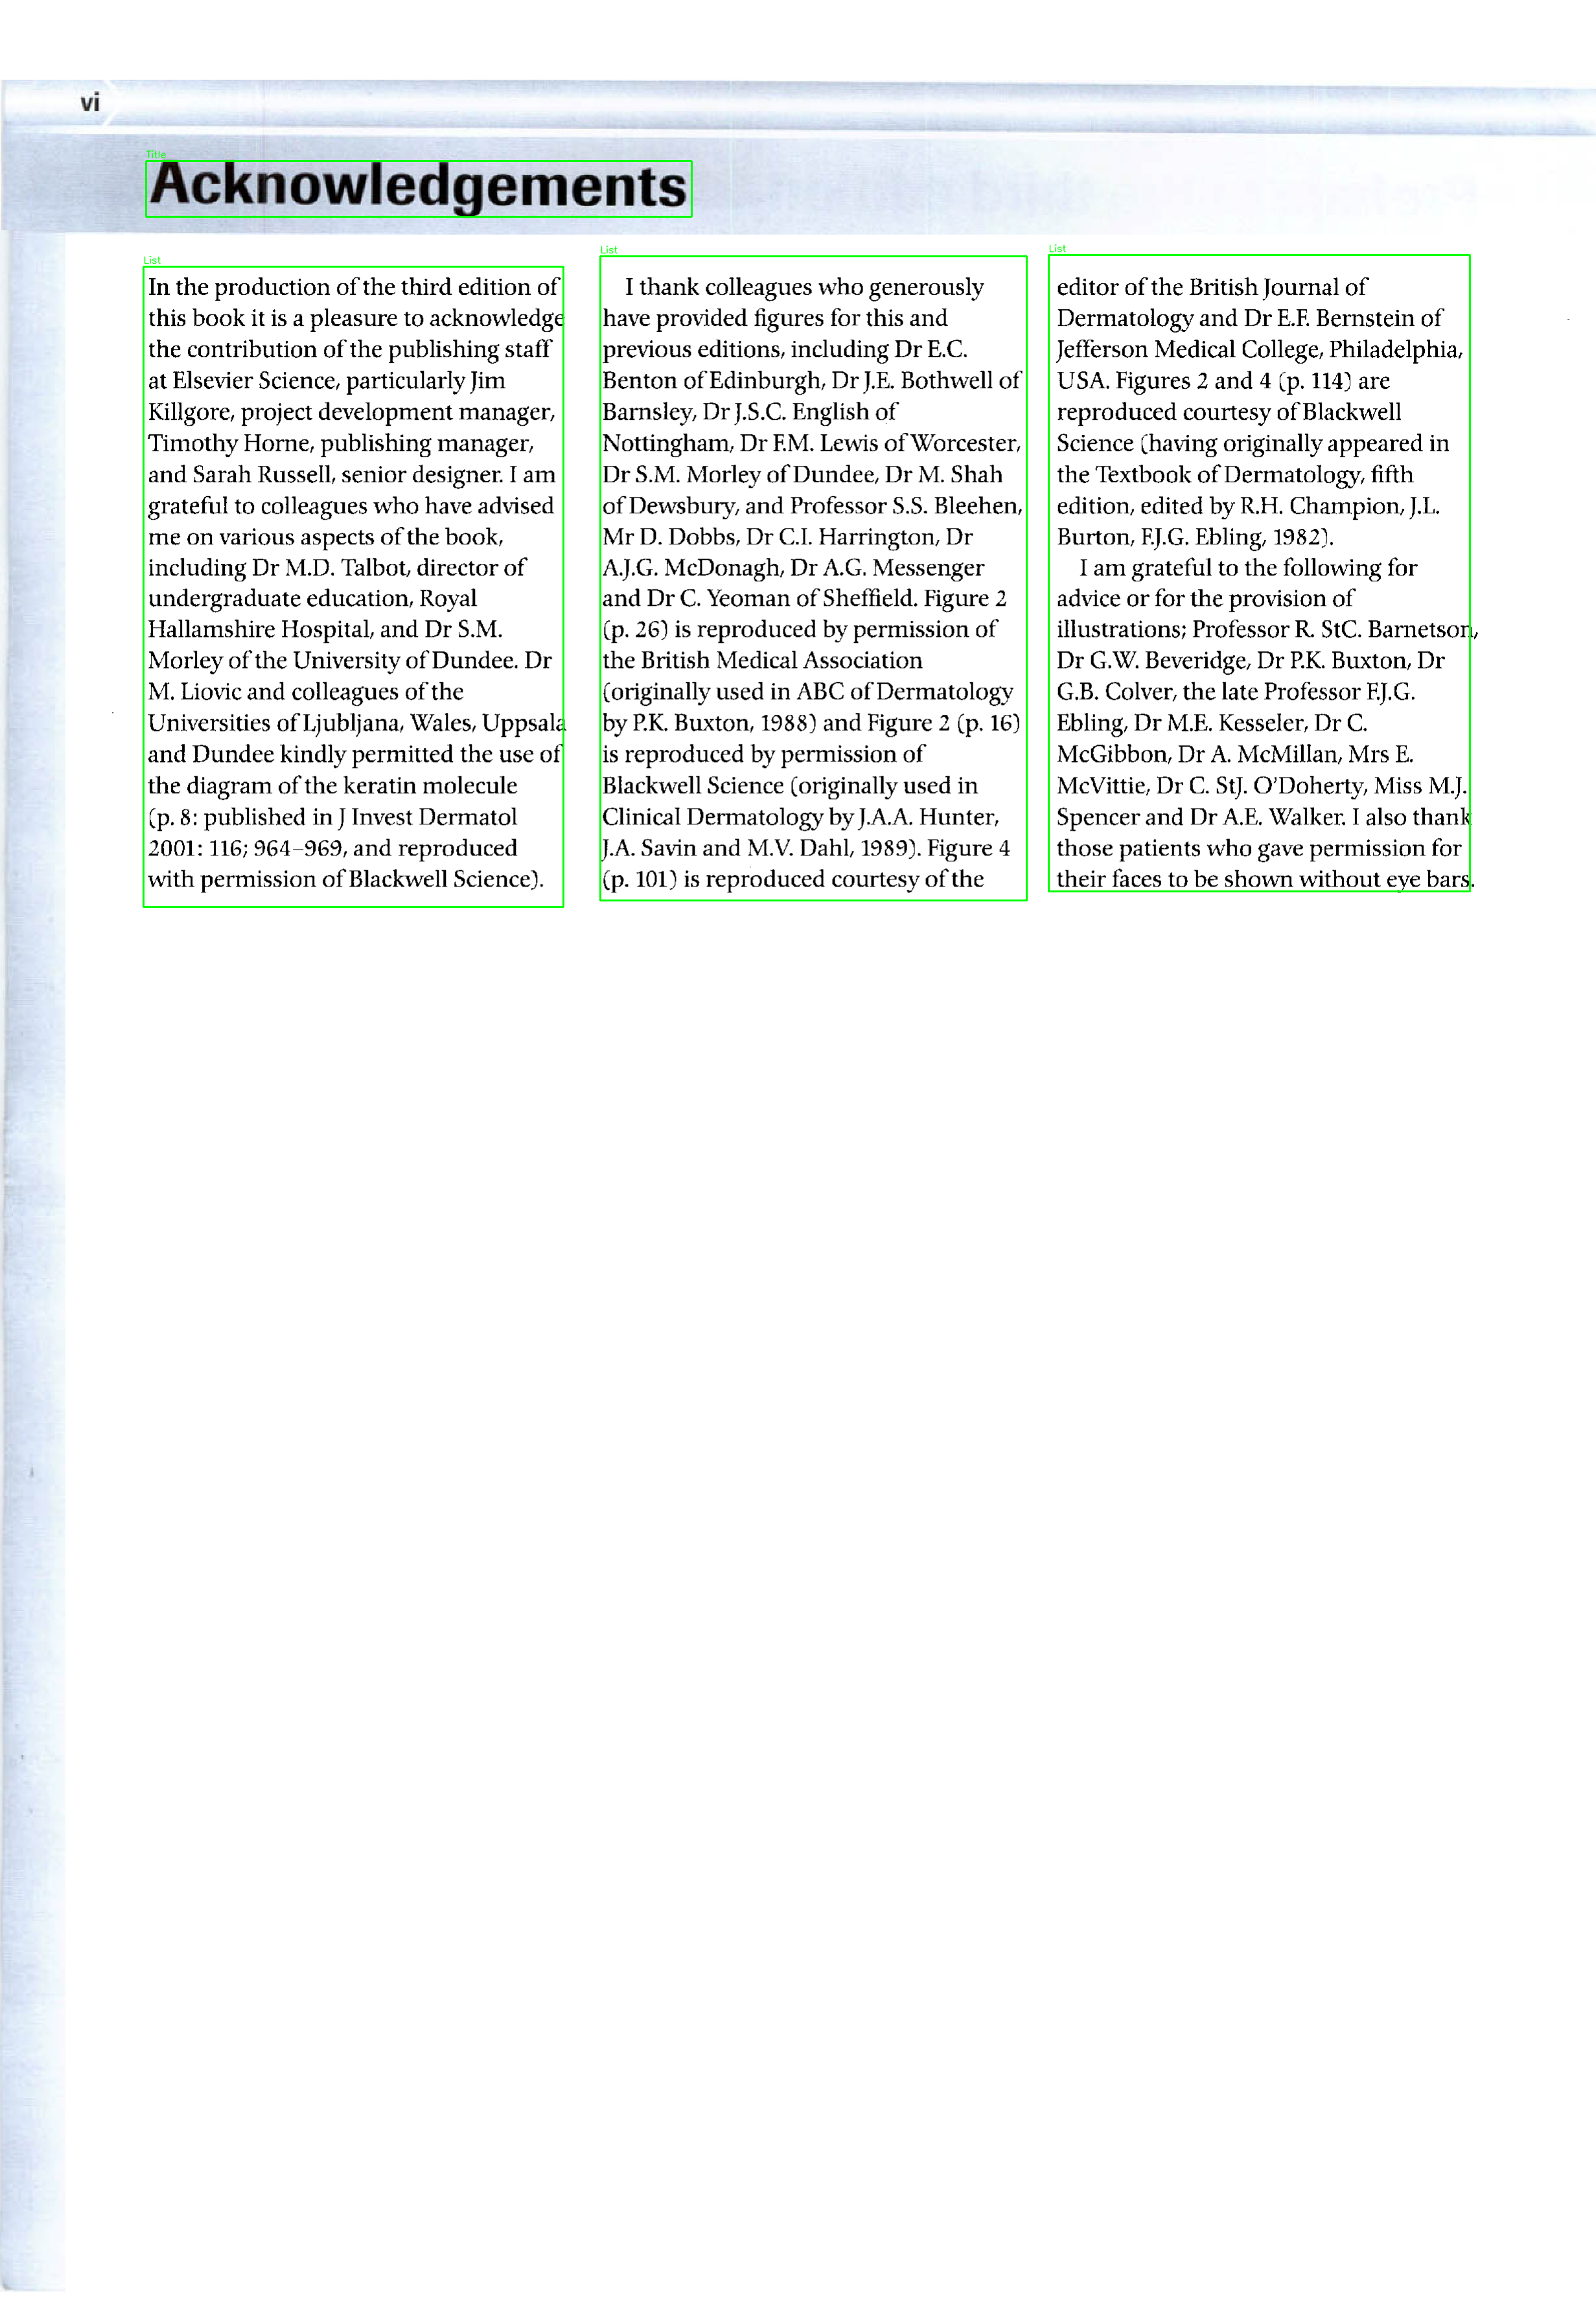 vi
Title
Acknowledgements
List
In the production of the third edition of
this book it is a pleasure to acknowledge
the contribution of the publishing staff
at Elsevier Science, particularly Jim
Killgore, project development manager,
Timothy Horne, publishing manager,
and Sarah Russell, senior designer. I am
grateful to colleagues who have advised
me on various aspects of the book,
including Dr M.D. Talbot, director of
undergraduate education, Royal
Hallamshire Hospital, and Dr S.M.
Morley of the University of Dundee. Dr
M. Liovic and colleagues of the
Universities of Ljubljana, Wales, Uppsala
and Dundee kindly permitted the use of
the diagram of the keratin molecule
(p. 8: published in J Invest Dermatol
2001: 116; 964–969, and reproduced
with permission of Blackwell Science).
List
I thank colleagues who generously
have provided figures for this and
previous editions, including Dr E.C.
Benton of Edinburgh, Dr J.E. Bothwell of
Barnsley, Dr J.S.C. English of
Nottingham, Dr F.M. Lewis of Worcester,
Dr S.M. Morley of Dundee, Dr M. Shah
of Dewsbury, and Professor S.S. Bleehen,
Mr D. Dobbs, Dr C.I. Harrington, Dr
A.J.G. McDonagh, Dr A.G. Messenger
and Dr C. Yeoman of Sheffield. Figure 2
(p. 26) is reproduced by permission of
the British Medical Association
(originally used in ABC of Dermatology
by P.K. Buxton, 1988) and Figure 2 (p. 16)
is reproduced by permission of
Blackwell Science (originally used in
Clinical Dermatology by J.A.A. Hunter,
J.A. Savin and M.V. Dahl, 1989). Figure 4
(p. 101) is reproduced courtesy of the
List
editor of the British Journal of
Dermatology and Dr E.F. Bernstein of
Jefferson Medical College, Philadelphia,
USA. Figures 2 and 4 (p. 114) are
reproduced courtesy of Blackwell
Science (having originally appeared in
the Textbook of Dermatology, fifth
edition, edited by R.H. Champion, J.L.
Burton, F.J.G. Ebling, 1982).
I am grateful to the following for
advice or for the provision of
illustrations; Professor R. StC. Barnetson,
Dr G.W. Beveridge, Dr P.K. Buxton, Dr
G.B. Colver, the late Professor F.J.G.
Ebling, Dr M.E. Kesseler, Dr C.
McGibbon, Dr A. McMillan, Mrs E.
McVittie, Dr C. StJ. O'Doherty, Miss M.J.
Spencer and Dr A.E. Walker. I also thank
those patients who gave permission for
their faces to be shown without eye bars.